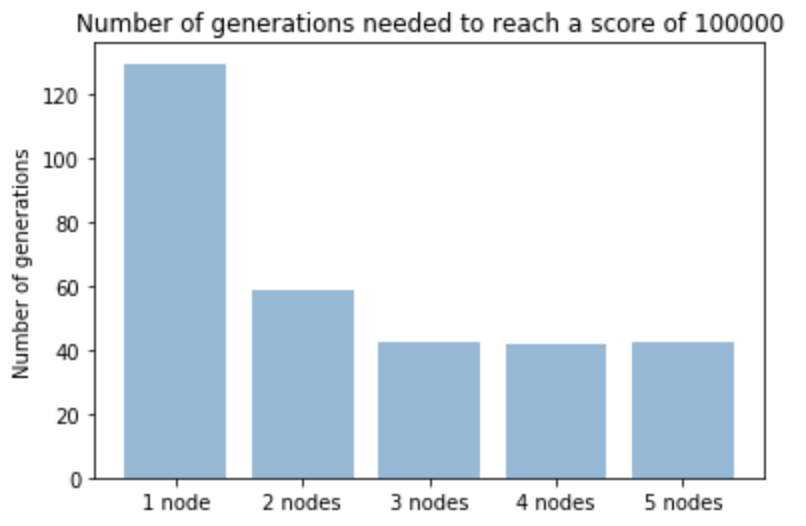 Number of generations needed to reach a score of 100000
Number of generations
120
100
80
60
40
20
0
1 node
2 nodes
3 nodes
4 nodes
5 nodes